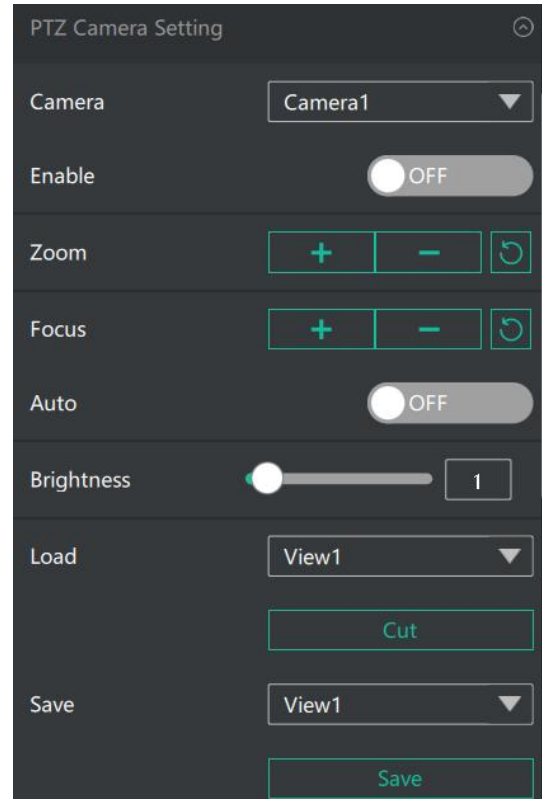 PTZ Camera Setting
Camera Camera1
Enable OFF
Zoom + −
Focus + −
Auto OFF
Brightness 1
Load View1
Cut
Save View1
Save